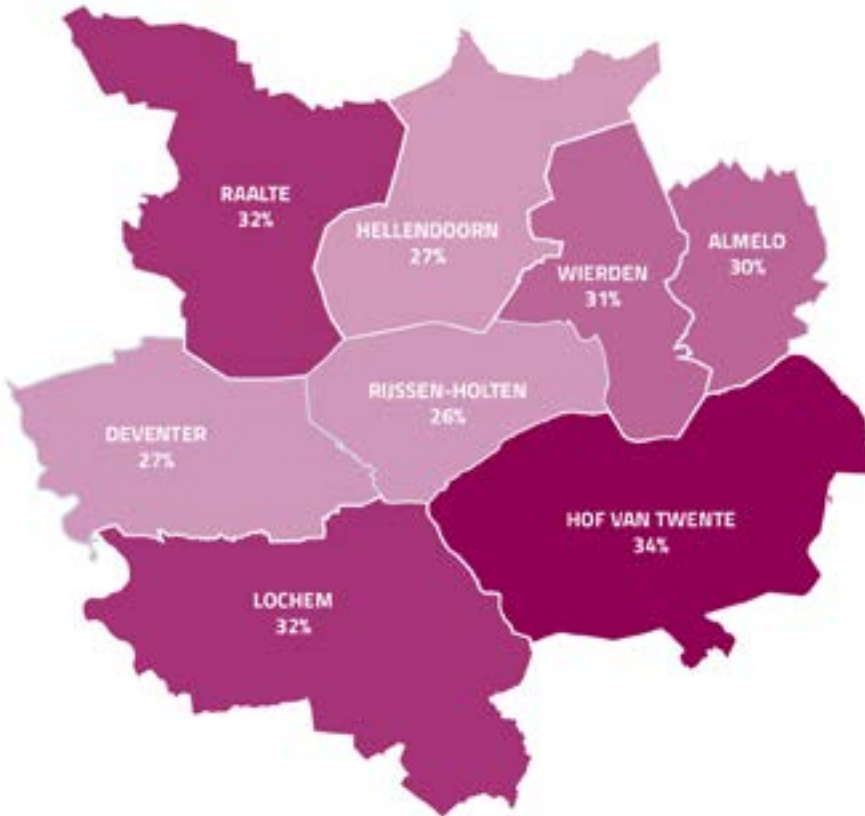 RAALTE
32%
HELLENDOORN
27%
WIERDEN
31%
ALMELO
30%
RIJSSEN-HOLTEN
26%
DEVENTER
27%
HOF VAN TWENTE
34%
LOCHEM
32%